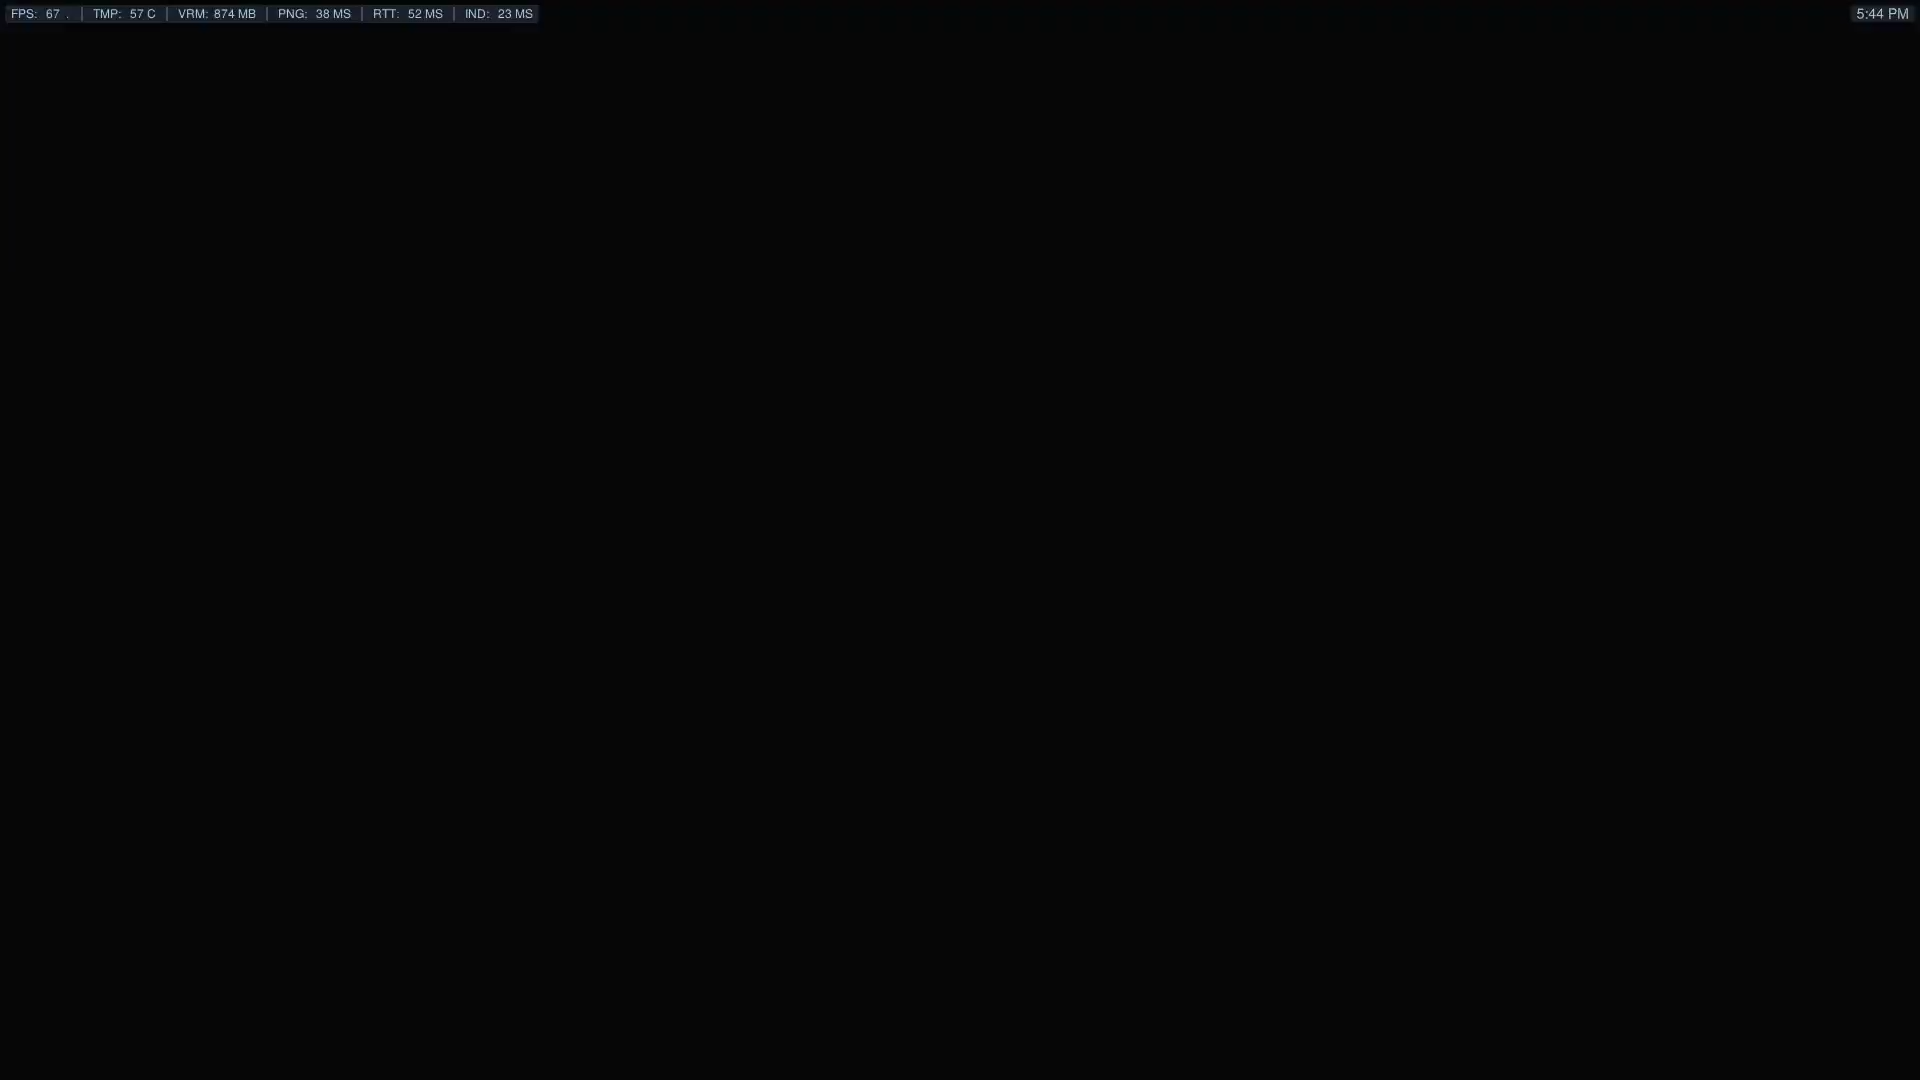 FPS: 67 . | TMP: 57 C | VRM: 874 MB | PNG: 38 MS | RTT: 52 MS | IND: 23 MS
5:44 PM